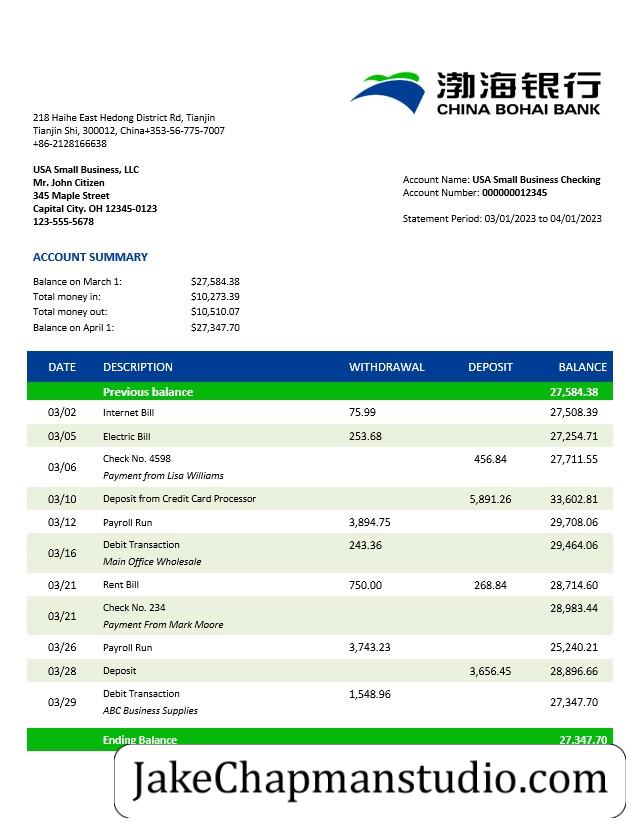 渤海银行
CHINA BOHAI BANK
218 Haihe East Hedong District Rd, Tianjin
Tianjin Shi, 300012, China+353-56-775-7007
+86-2128166638
USA Small Business, LLC
Mr. John Citizen
345 Maple Street
Capital City. OH 12345-0123
123-555-5678
Account Name: USA Small Business Checking
Account Number: 000000012345
Statement Period: 03/01/2023 to 04/01/2023
ACCOUNT SUMMARY
Balance on March 1: $27,584.38
Total money in: $10,273.39
Total money out: $10,510.07
Balance on April 1: $27,347.70
DATE DESCRIPTION WITHDRAWAL DEPOSIT BALANCE
Previous balance 27,584.38
03/02 Internet Bill 75.99 27,508.39
03/05 Electric Bill 253.68 27,254.71
03/06 Check No. 4598 456.84 27,711.55
Payment from Lisa Williams
03/10 Deposit from Credit Card Processor 5,891.26 33,602.81
03/12 Payroll Run 3,894.75 29,708.06
03/16 Debit Transaction 243.36 29,464.06
Main Office Wholesale
03/21 Rent Bill 750.00 268.84 28,714.60
03/21 Check No. 234 28,983.44
Payment From Mark Moore
03/26 Payroll Run 3,743.23 25,240.21
03/28 Deposit 3,656.45 28,896.66
03/29 Debit Transaction 1,548.96 27,347.70
ABC Business Supplies
Ending Balance 27,347.70
JakeChapmanstudio.com